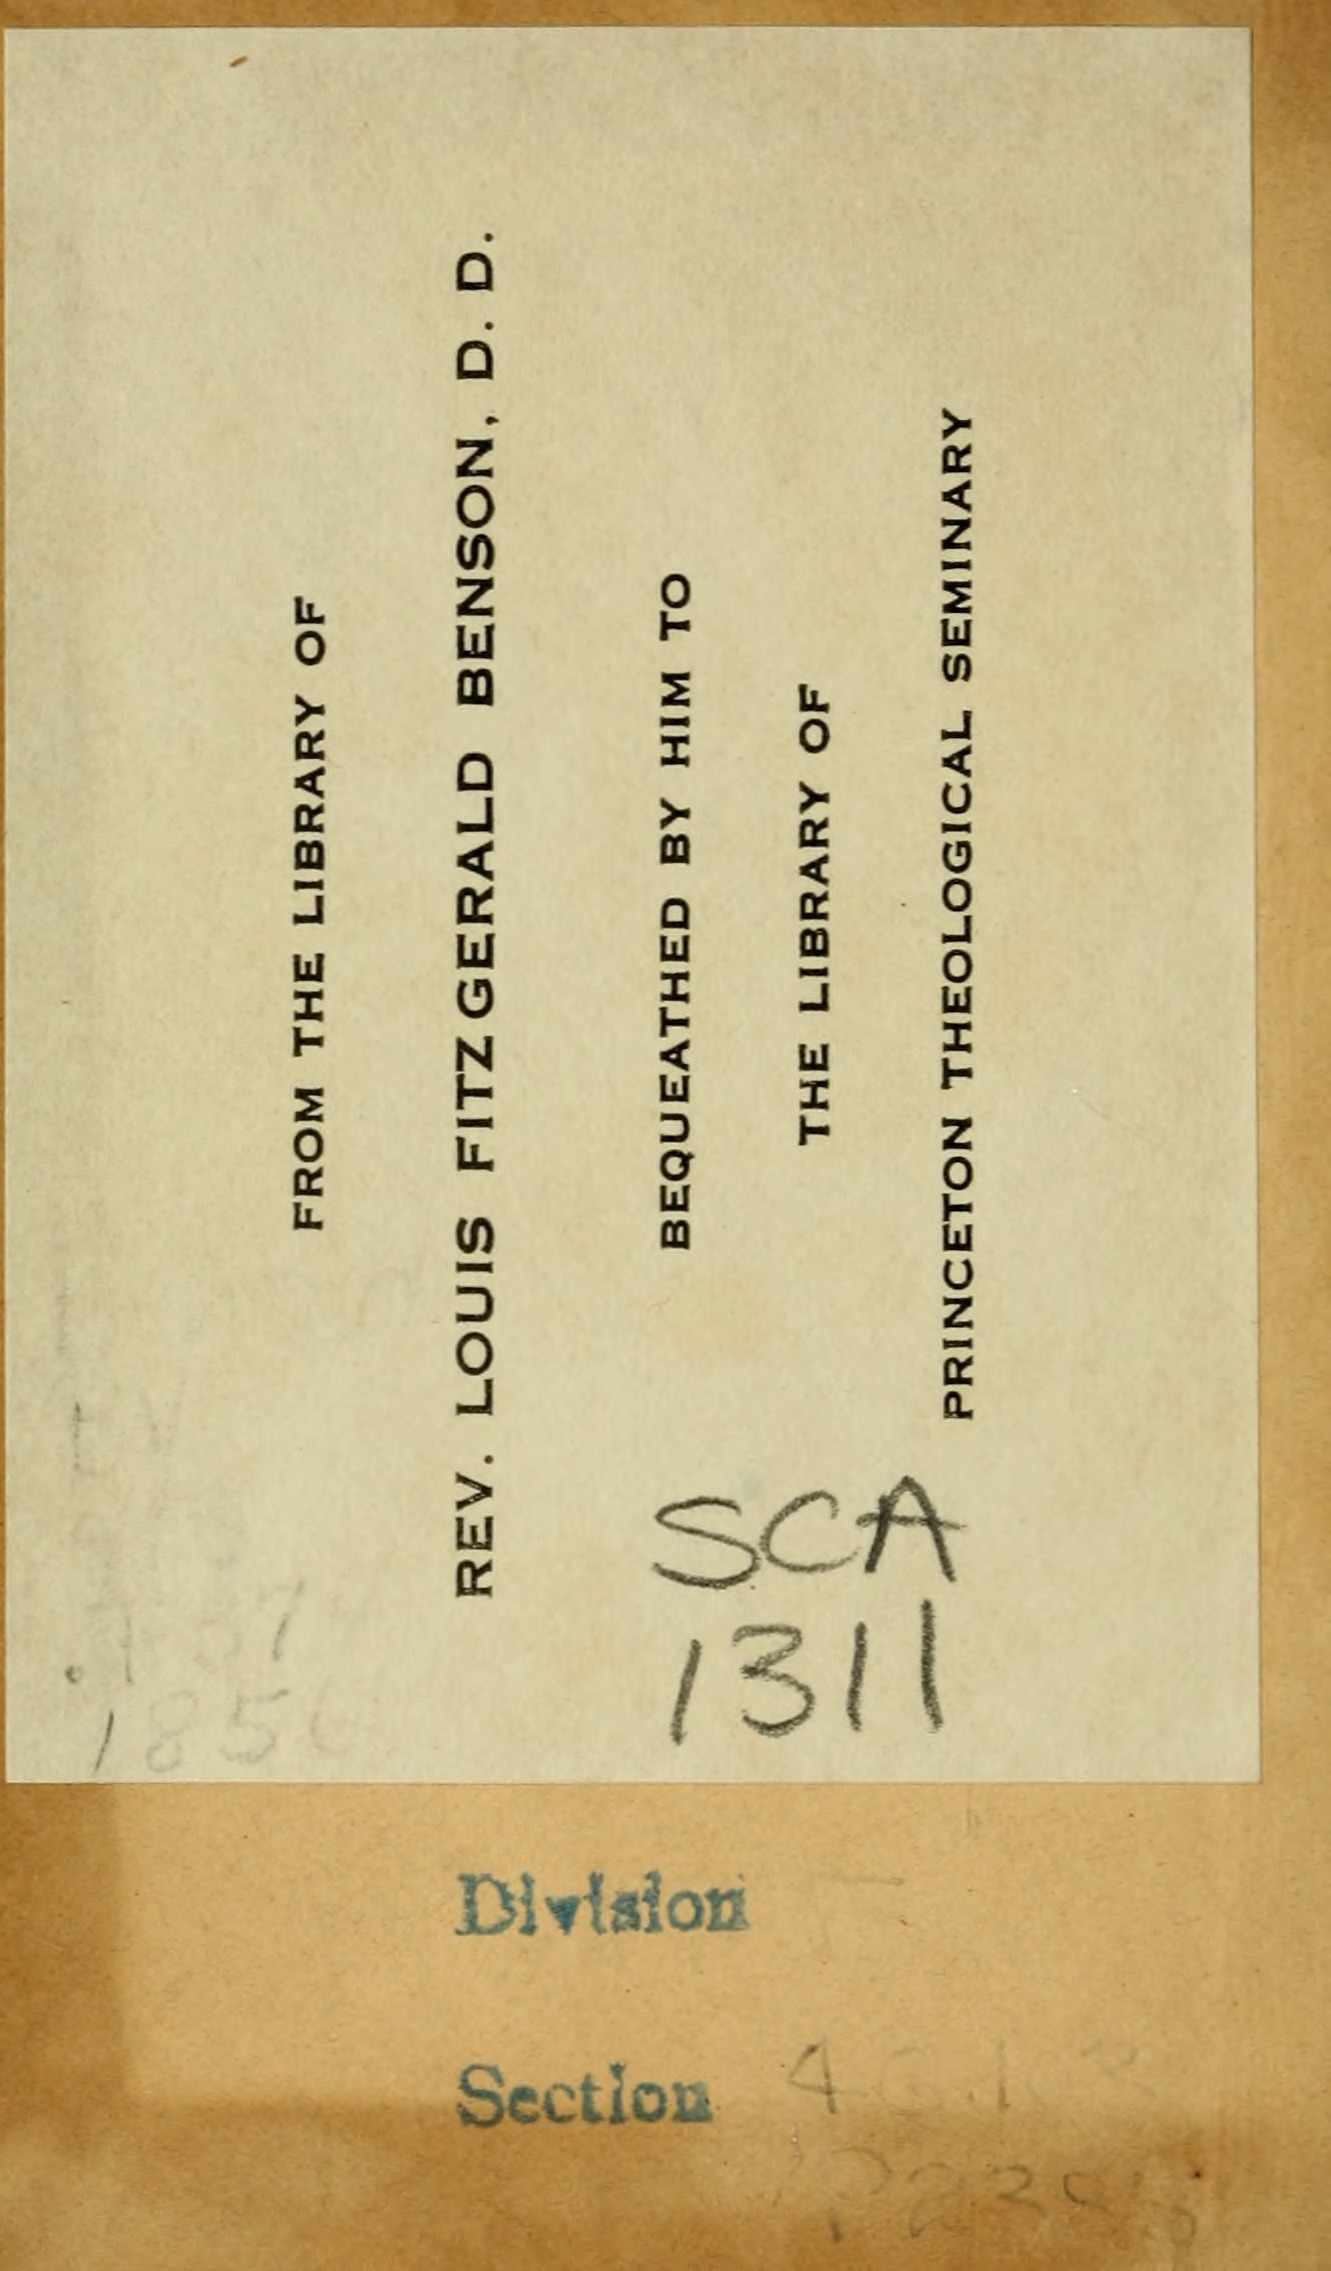 FROM THE LIBRARY OF
REV. LOUIS FITZGERALD BENSON, D. D.
BEQUEATHED BY HIM TO
THE LIBRARY OF
PRINCETON THEOLOGICAL SEMINARY
SCA
1311
Division
Section